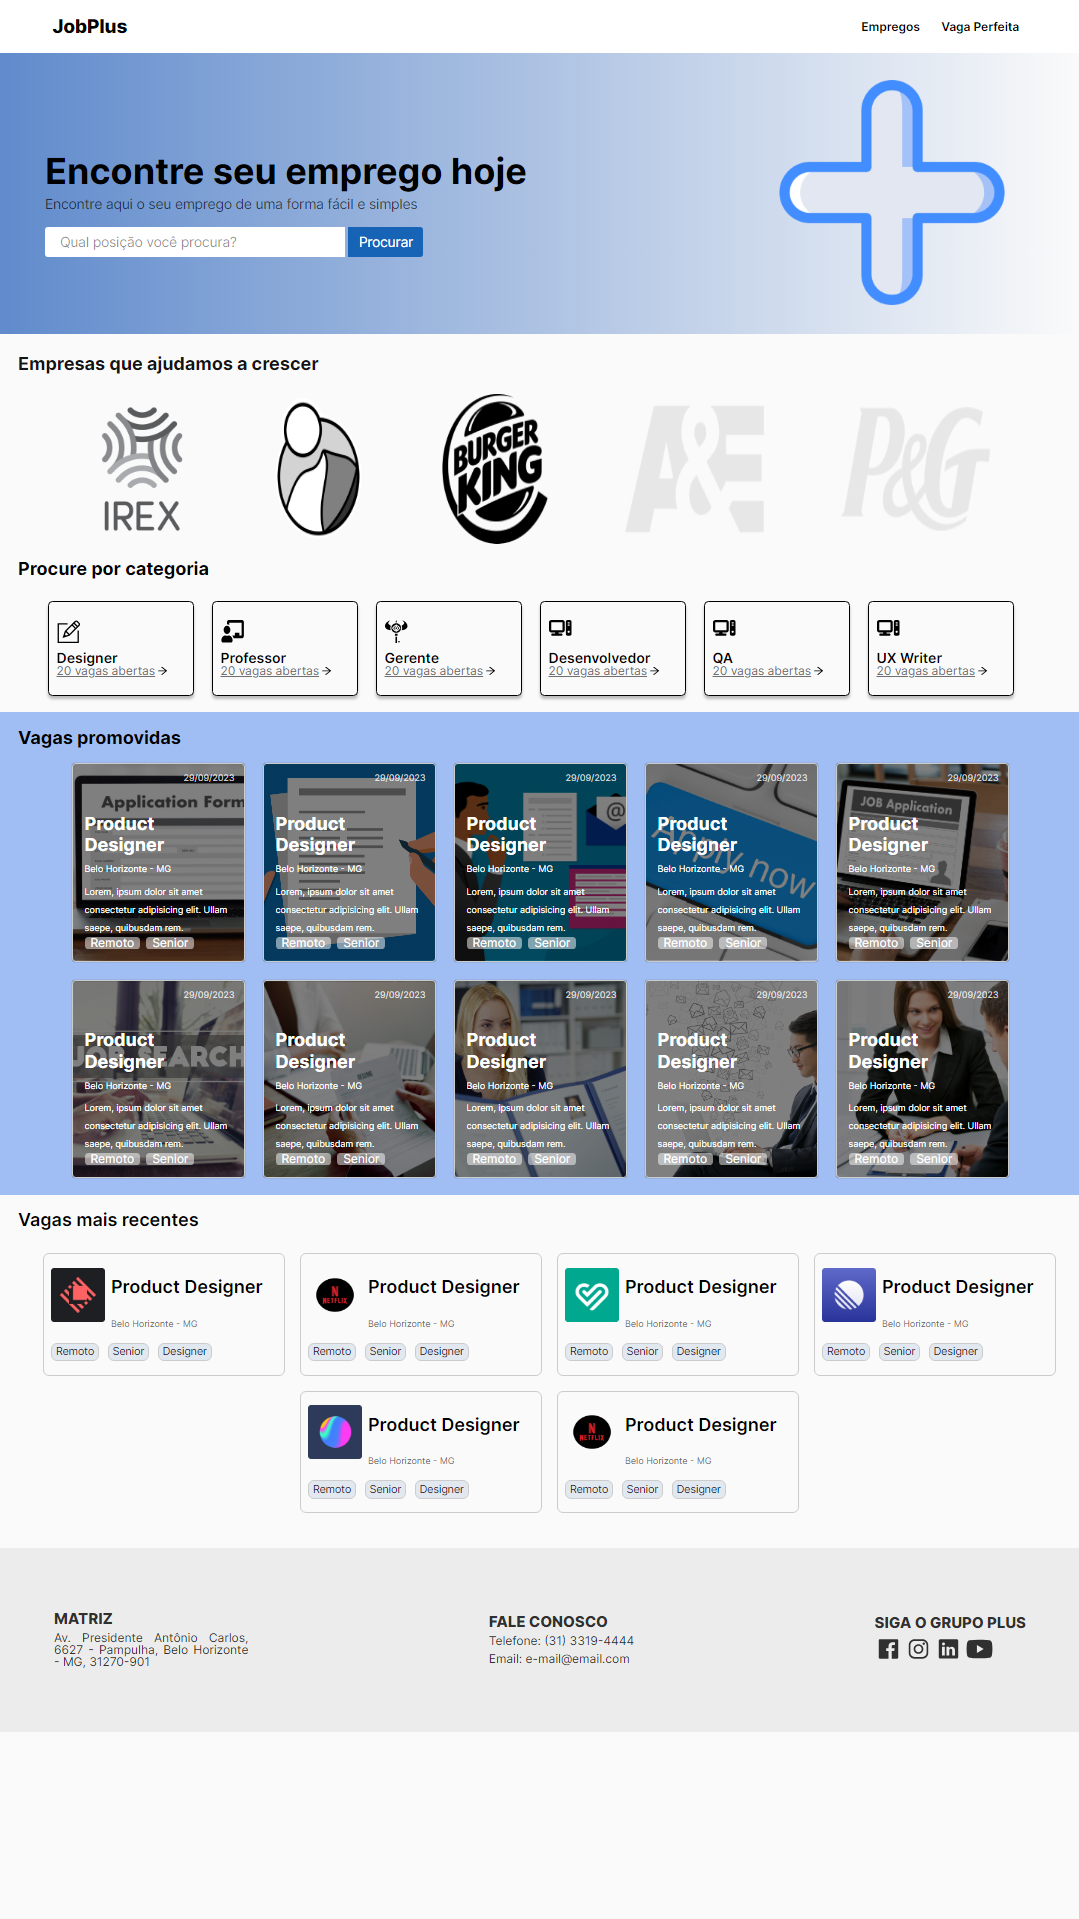 JobPlus
Empregos
Vaga Perfeita
Encontre seu emprego hoje
Encontre aqui o seu emprego de uma forma fácil e simples
Qual posição você procura?
Procurar
Empresas que ajudamos a crescer
IREX
BURGER
KING
A&E
P&G
Procure por categoria
Designer
20 vagas abertas
Professor
20 vagas abertas
Gerente
20 vagas abertas
Desenvolvedor
20 vagas abertas
QA
20 vagas abertas
UX Writer
20 vagas abertas
Vagas promovidas
29/09/2023
Application Form
Product
Designer
Belo Horizonte - MG
Lorem, ipsum dolor sit amet
consectetur adipisicing elit. Ullam
saepe, quibusdam rem.
Remoto
Senior
29/09/2023
Product
Designer
Belo Horizonte - MG
Lorem, ipsum dolor sit amet
consectetur adipisicing elit. Ullam
saepe, quibusdam rem.
Remoto
Senior
29/09/2023
@
Product
Designer
Belo Horizonte - MG
Lorem, ipsum dolor sit amet
consectetur adipisicing elit. Ullam
saepe, quibusdam rem.
Remoto
Senior
29/09/2023
Apply now
Product
Designer
Belo Horizonte - MG
Lorem, ipsum dolor sit amet
consectetur adipisicing elit. Ullam
saepe, quibusdam rem.
Remoto
Senior
29/09/2023
JOB Application
Product
Designer
Belo Horizonte - MG
Lorem, ipsum dolor sit amet
consectetur adipisicing elit. Ullam
saepe, quibusdam rem.
Remoto
Senior
29/09/2023
JOB SEARCH
Product
Designer
Belo Horizonte - MG
Lorem, ipsum dolor sit amet
consectetur adipisicing elit. Ullam
saepe, quibusdam rem.
Remoto
Senior
29/09/2023
Product
Designer
Belo Horizonte - MG
Lorem, ipsum dolor sit amet
consectetur adipisicing elit. Ullam
saepe, quibusdam rem.
Remoto
Senior
29/09/2023
Product
Designer
Belo Horizonte - MG
Lorem, ipsum dolor sit amet
consectetur adipisicing elit. Ullam
saepe, quibusdam rem.
Remoto
Senior
29/09/2023
Product
Designer
Belo Horizonte - MG
Lorem, ipsum dolor sit amet
consectetur adipisicing elit. Ullam
saepe, quibusdam rem.
Remoto
Senior
29/09/2023
Product
Designer
Belo Horizonte - MG
Lorem, ipsum dolor sit amet
consectetur adipisicing elit. Ullam
saepe, quibusdam rem.
Remoto
Senior
Vagas mais recentes
Product Designer
Belo Horizonte - MG
Remoto
Senior
Designer
N
NETFLIX
Product Designer
Belo Horizonte - MG
Remoto
Senior
Designer
Product Designer
Belo Horizonte - MG
Remoto
Senior
Designer
Product Designer
Belo Horizonte - MG
Remoto
Senior
Designer
Product Designer
Belo Horizonte - MG
Remoto
Senior
Designer
N
NETFLIX
Product Designer
Belo Horizonte - MG
Remoto
Senior
Designer
MATRIZ
Av. Presidente Antônio Carlos,
6627 - Pampulha, Belo Horizonte
- MG, 31270-901
FALE CONOSCO
Telefone: (31) 3319-4444
Email: e-mail@email.com
SIGA O GRUPO PLUS